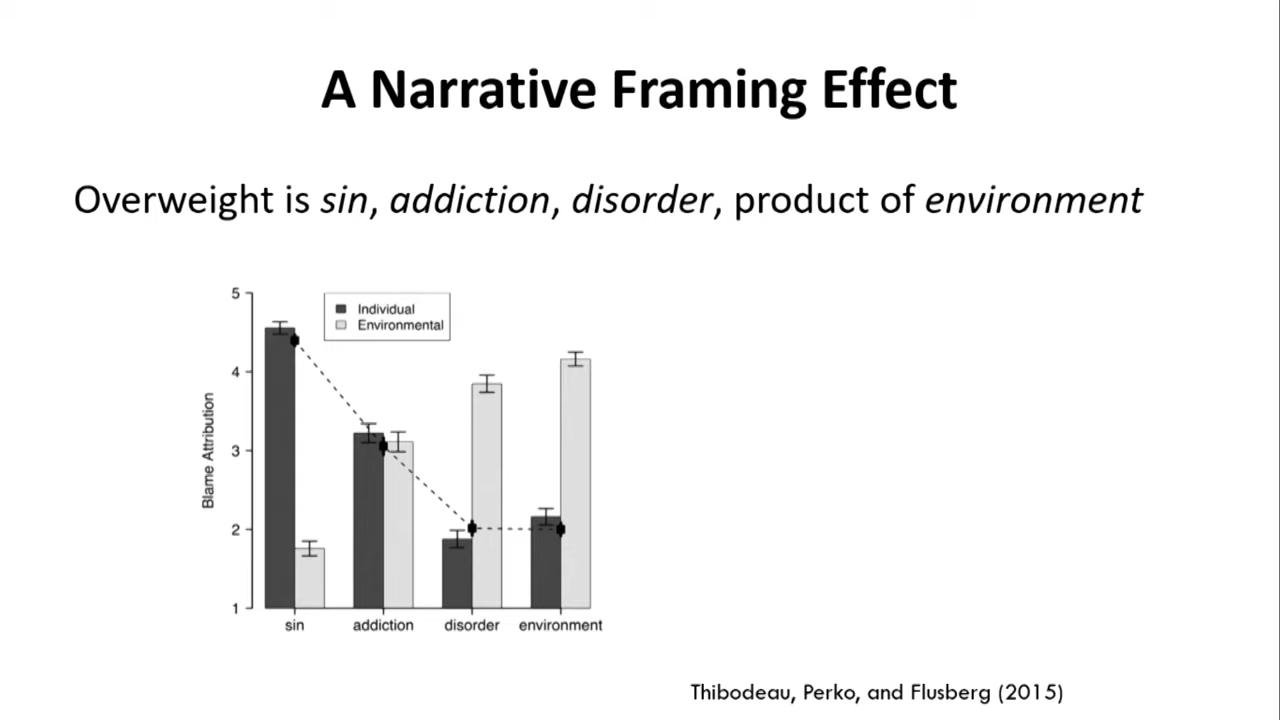 A Narrative Framing Effect
Overweight is sin, addiction, disorder, product of environment
5
4
3
2
1
Blame Attribution
Individual
Environmental
sin
addiction
disorder
environment
Thibodeau, Perko, and Flusberg (2015)